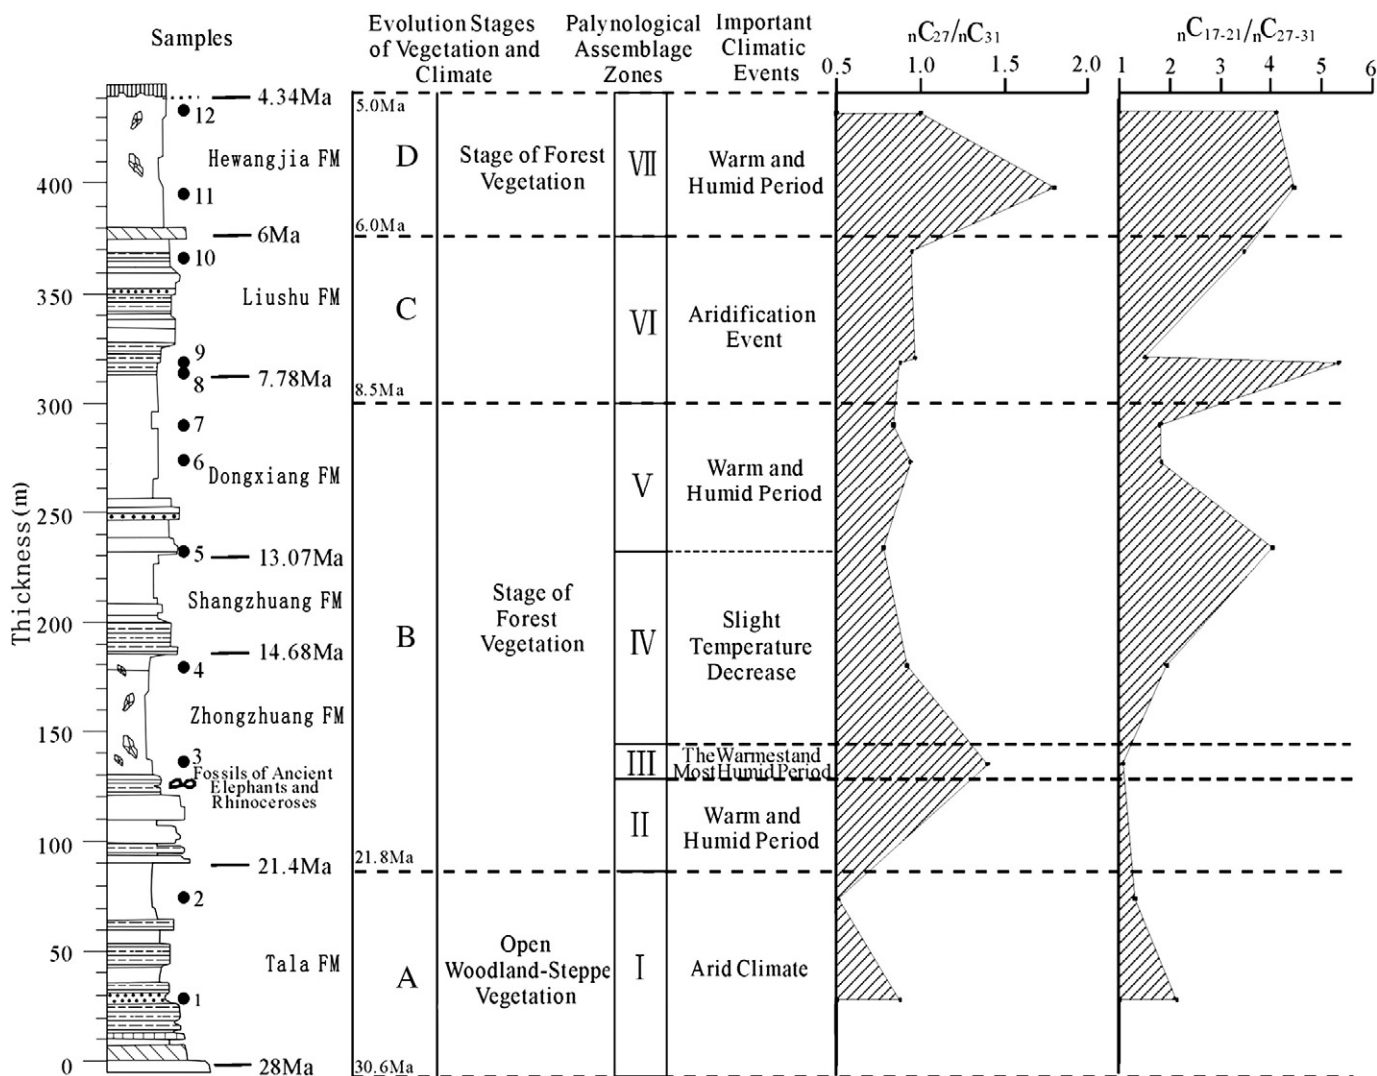 Samples
Evolution Stages
of Vegetation and
Climate
Palynological
Assemblage
Zones
Important
Climatic
Events
nC27/nC31
0.5 1.0 1.5 2.0
nC17-21/nC27-31
1 2 3 4 5 6
Thickness(m)
400
350
300
250
200
150
100
50
0
4.34Ma
12
Hewangjia FM
11
6Ma
10
Liushu FM
9
8
7.78Ma
7
6
Dongxiang FM
5
13.07Ma
Shangzhuang FM
14.68Ma
4
Zhongzhuang FM
3
Fossils of Ancient
Elephants and
Rhinoceroses
21.4Ma
2
Tala FM
1
28Ma
5.0Ma
D
6.0Ma
C
8.5Ma
B
21.8Ma
A
30.6Ma
Stage of Forest
Vegetation
Stage of
Forest
Vegetation
Open
Woodland-Steppe
Vegetation
VII
VI
V
IV
III
II
I
Warm and
Humid Period
Aridification
Event
Warm and
Humid Period
Slight
Temperature
Decrease
The Warmestand
Most Humid Period
Warm and
Humid Period
Arid Climate